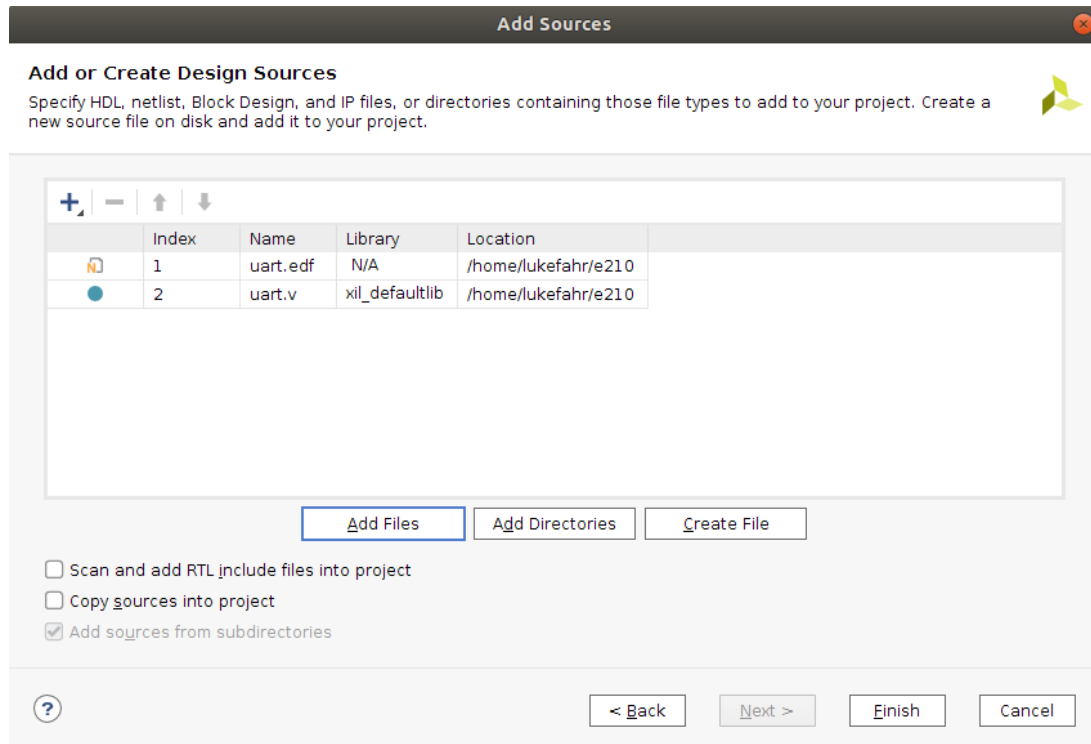 Add Sources
Add or Create Design Sources
Specify HDL, netlist, Block Design, and IP files, or directories containing those file types to add to your project. Create a
new source file on disk and add it to your project.
Index Name Library Location
1 uart.edf N/A /home/lukefahr/e210
2 uart.v xil_defaultlib /home/lukefahr/e210
Add Files Add Directories Create File
Scan and add RTL include files into project
Copy sources into project
Add sources from subdirectories
? < Back Next > Finish Cancel